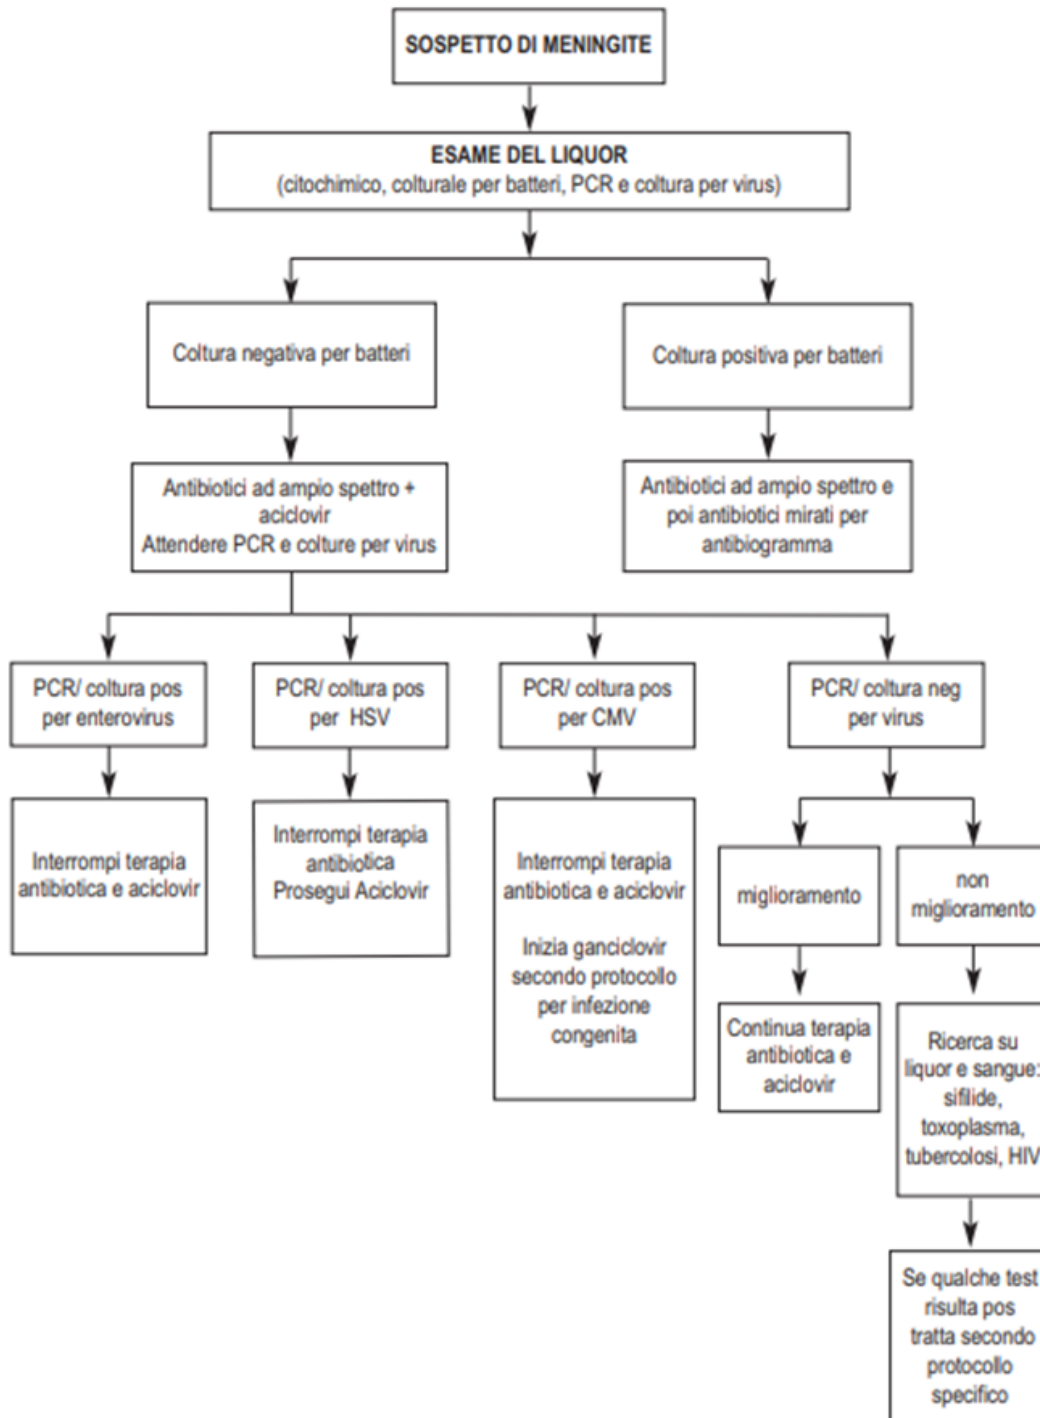 SOSPETTO DI MENINGITE
ESAME DEL LIQUOR
(citochimico, colturale per batteri, PCR e coltura per virus)
Coltura negativa per batteri
Coltura positiva per batteri
Antibiotici ad ampio spettro +
aciclovir
Attendere PCR e colture per virus
Antibiotici ad ampio spettro e
poi antibiotici mirati per
antibiogramma
PCR/ coltura pos
per enterovirus
PCR/ coltura pos
per HSV
PCR/ coltura pos
per CMV
PCR/ coltura neg
per virus
Interrompi terapia
antibiotica e aciclovir
Interrompi terapia
antibiotica
Prosegui Aciclovir
Interrompi terapia
antibiotica e aciclovir
Inizia ganciclovir
secondo protocollo
per infezione
congenita
miglioramento
non
miglioramento
Continua terapia
antibiotica e
aciclovir
Ricerca su
liquor e sangue:
sifilide,
toxoplasma,
tubercolosi, HIV
Se qualche test
risulta pos
tratta secondo
protocollo
specifico